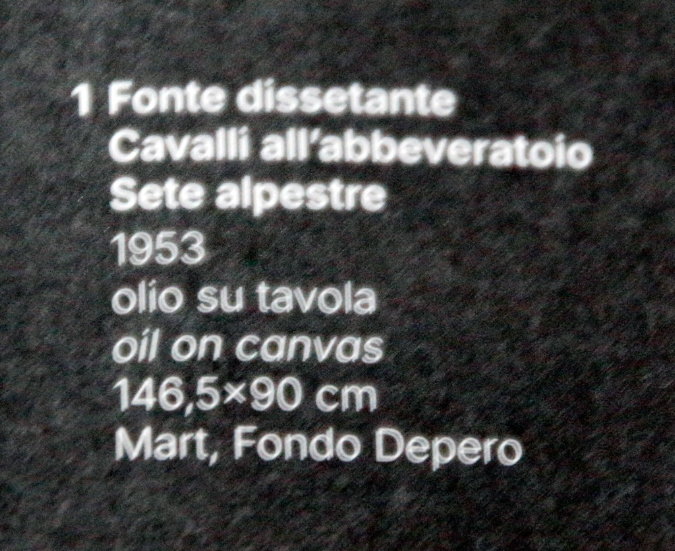 1 Fonte dissetante
Cavalli all'abbeveratoio
Sete alpestre
1953
olio su tavola
oil on canvas
146,5×90 cm
Mart, Fondo Depero